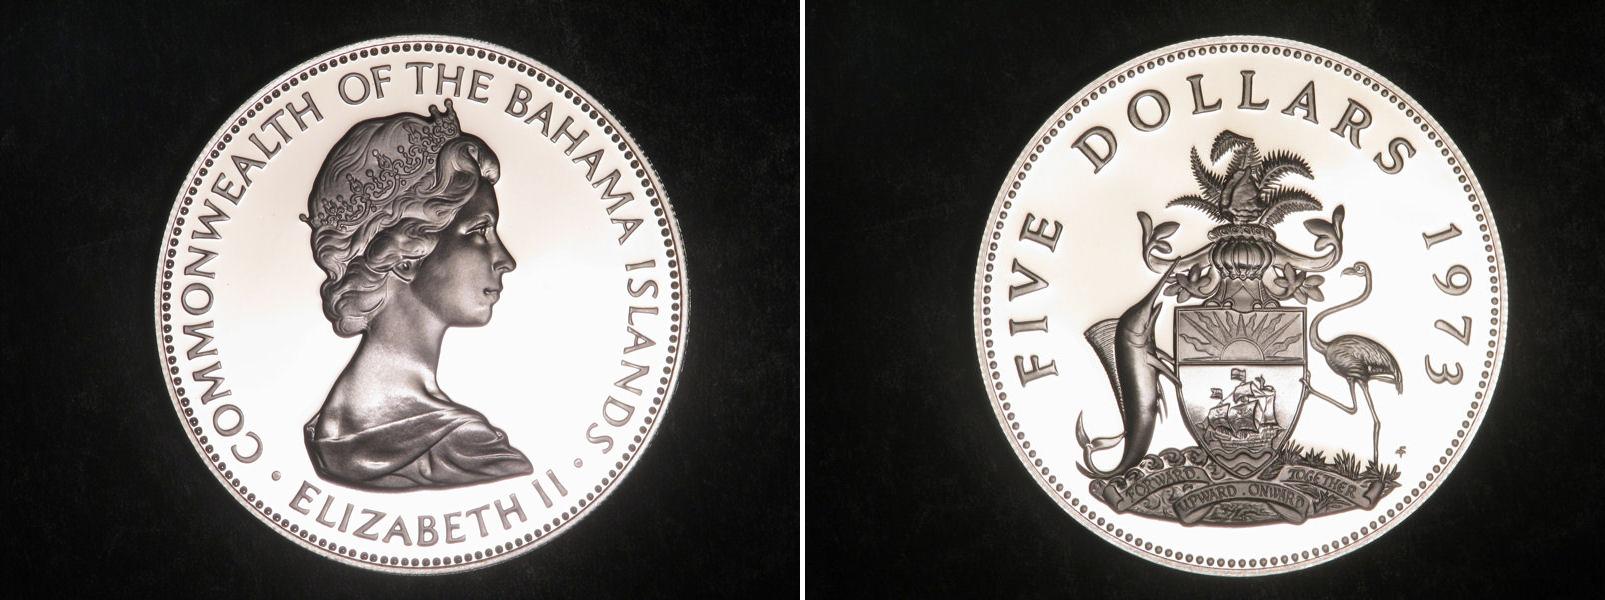 COMMONWEALTH OF THE BAHAMA ISLANDS
· ELIZABETH II ·
FIVE DOLLARS 1973
FORWARD UPWARD . ONWARD TOGETHER